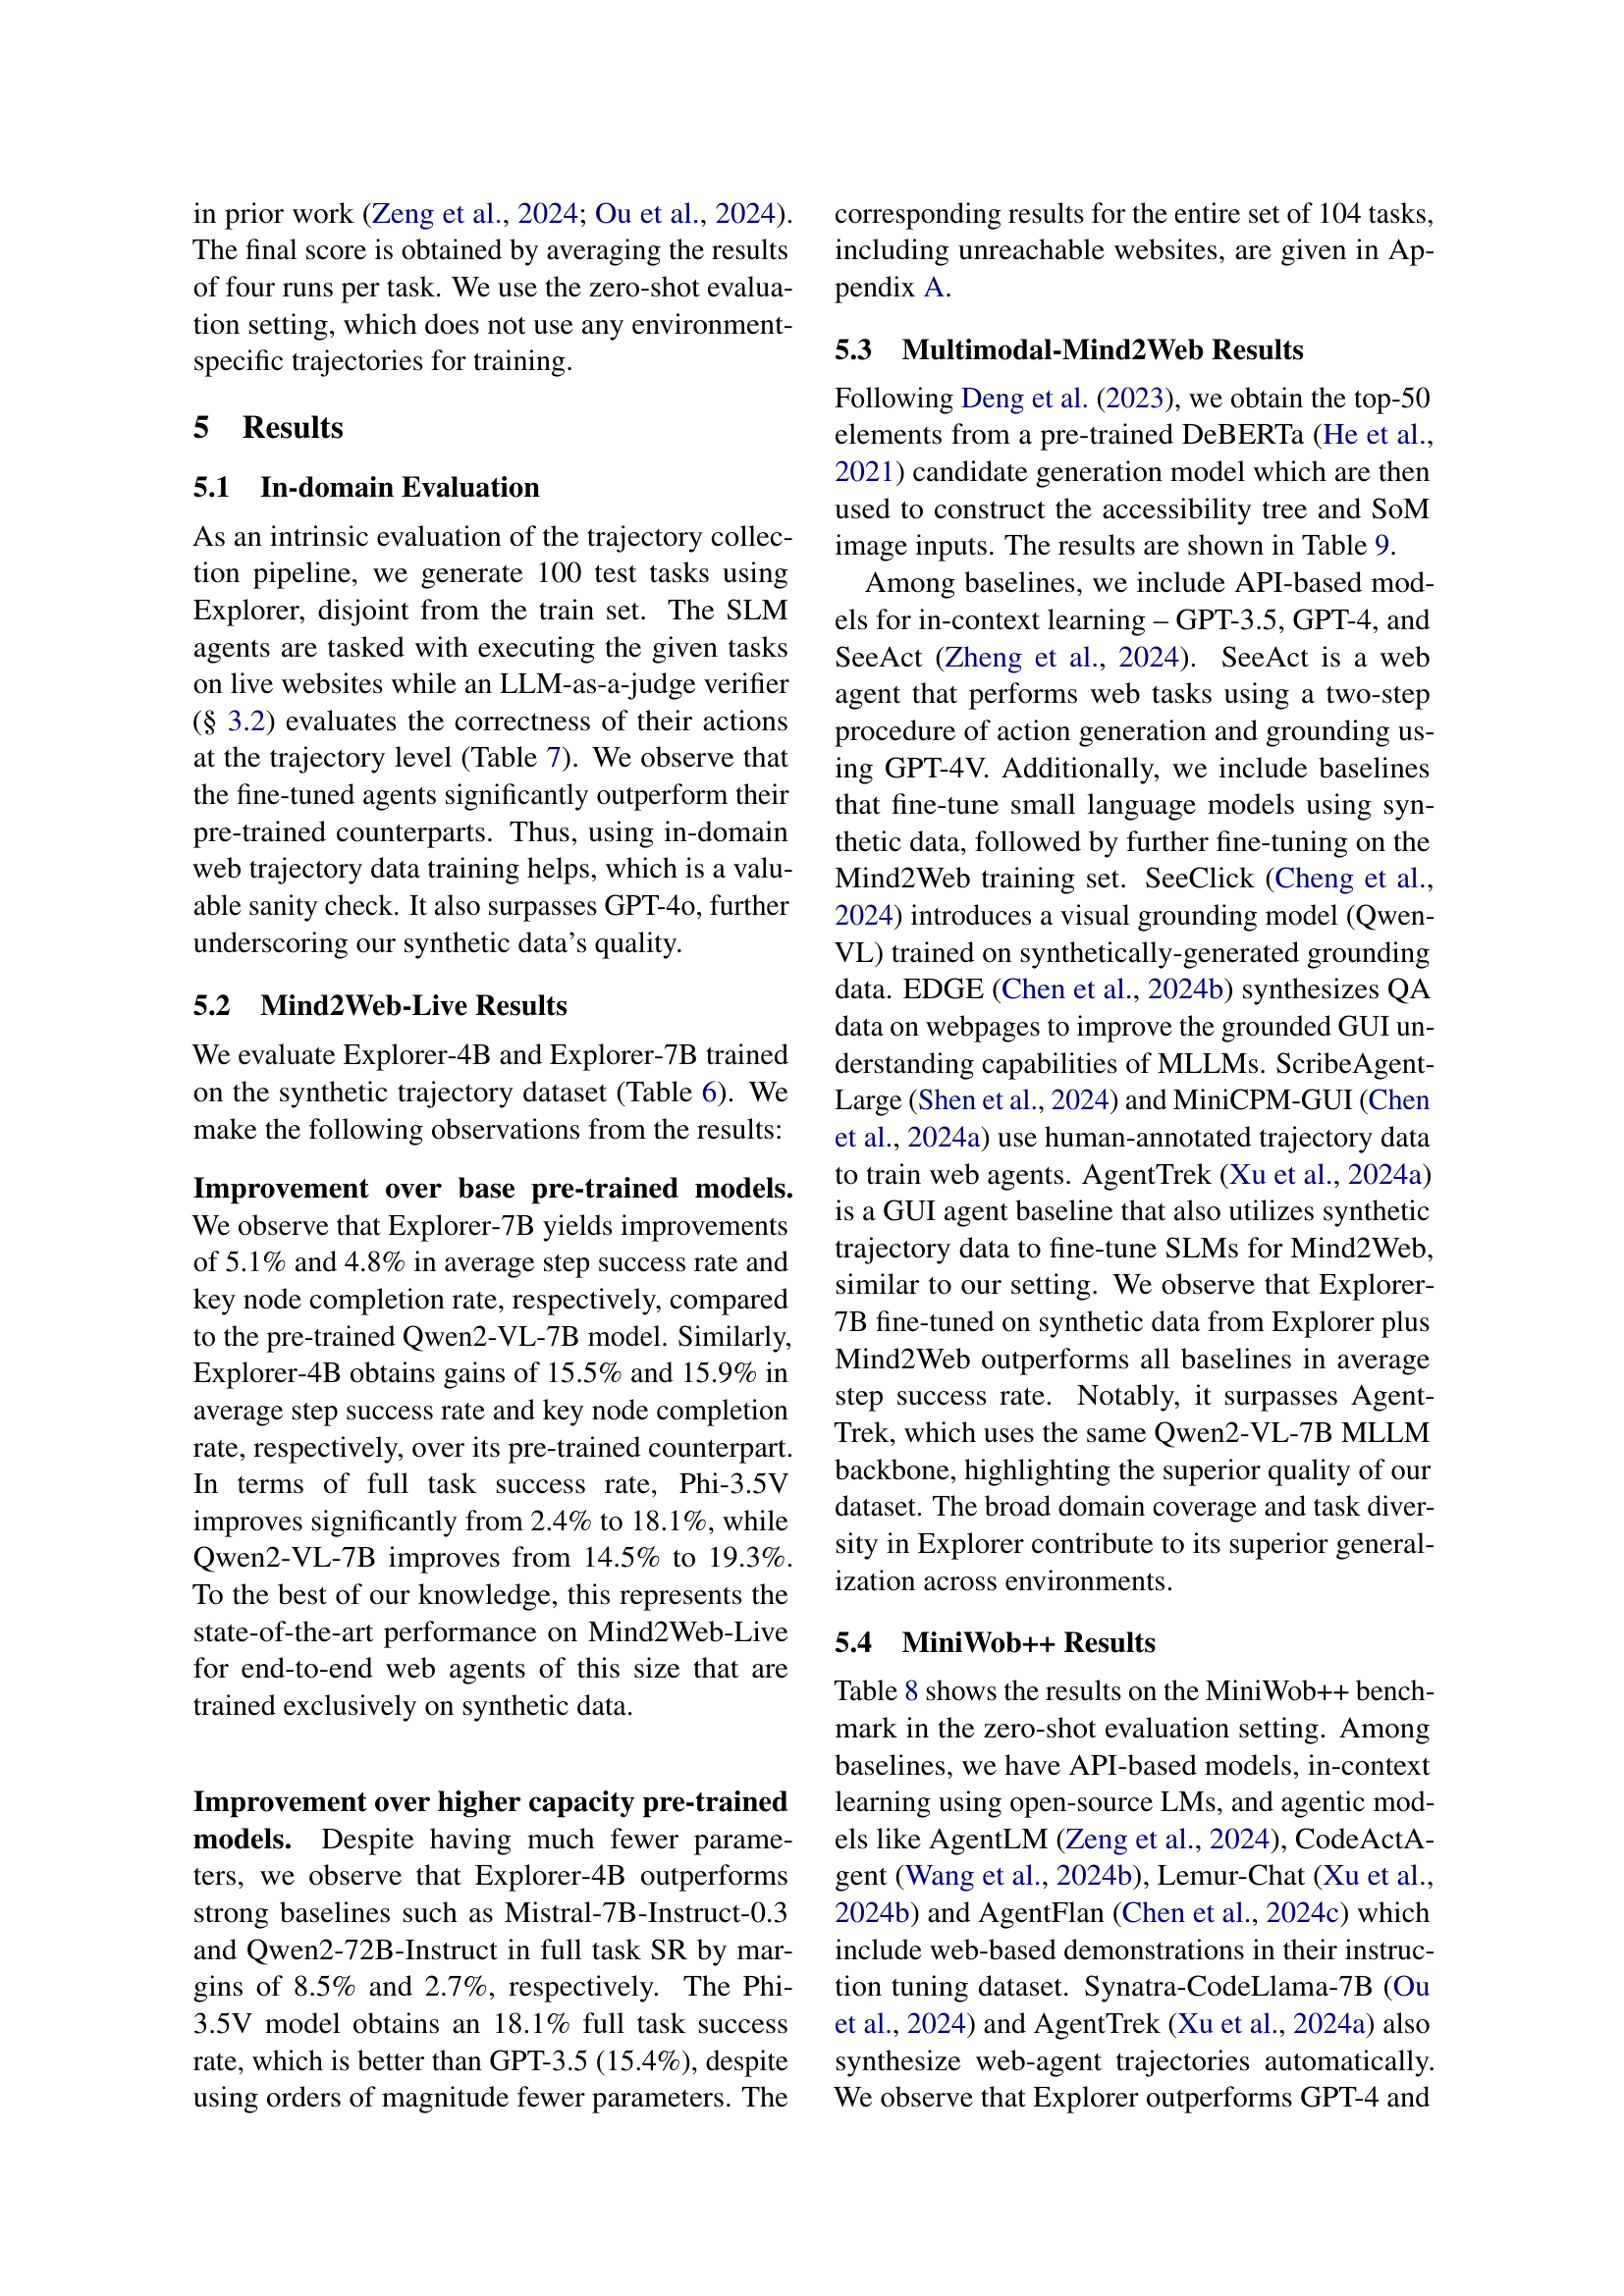 in prior work (Zeng et al., 2024; Ou et al., 2024).
The final score is obtained by averaging the results
of four runs per task. We use the zero-shot evalua-
tion setting, which does not use any environment-
specific trajectories for training.
5 Results
5.1 In-domain Evaluation
As an intrinsic evaluation of the trajectory collec-
tion pipeline, we generate 100 test tasks using
Explorer, disjoint from the train set. The SLM
agents are tasked with executing the given tasks
on live websites while an LLM-as-a-judge verifier
(§ 3.2) evaluates the correctness of their actions
at the trajectory level (Table 7). We observe that
the fine-tuned agents significantly outperform their
pre-trained counterparts. Thus, using in-domain
web trajectory data training helps, which is a valu-
able sanity check. It also surpasses GPT-4o, further
underscoring our synthetic data's quality.
5.2 Mind2Web-Live Results
We evaluate Explorer-4B and Explorer-7B trained
on the synthetic trajectory dataset (Table 6). We
make the following observations from the results:
Improvement over base pre-trained models.
We observe that Explorer-7B yields improvements
of 5.1% and 4.8% in average step success rate and
key node completion rate, respectively, compared
to the pre-trained Qwen2-VL-7B model. Similarly,
Explorer-4B obtains gains of 15.5% and 15.9% in
average step success rate and key node completion
rate, respectively, over its pre-trained counterpart.
In terms of full task success rate, Phi-3.5V
improves significantly from 2.4% to 18.1%, while
Qwen2-VL-7B improves from 14.5% to 19.3%.
To the best of our knowledge, this represents the
state-of-the-art performance on Mind2Web-Live
for end-to-end web agents of this size that are
trained exclusively on synthetic data.
Improvement over higher capacity pre-trained
models. Despite having much fewer parame-
ters, we observe that Explorer-4B outperforms
strong baselines such as Mistral-7B-Instruct-0.3
and Qwen2-72B-Instruct in full task SR by mar-
gins of 8.5% and 2.7%, respectively. The Phi-
3.5V model obtains an 18.1% full task success
rate, which is better than GPT-3.5 (15.4%), despite
using orders of magnitude fewer parameters. The
corresponding results for the entire set of 104 tasks,
including unreachable websites, are given in Ap-
pendix A.
5.3 Multimodal-Mind2Web Results
Following Deng et al. (2023), we obtain the top-50
elements from a pre-trained DeBERTa (He et al.,
2021) candidate generation model which are then
used to construct the accessibility tree and SoM
image inputs. The results are shown in Table 9.
Among baselines, we include API-based mod-
els for in-context learning – GPT-3.5, GPT-4, and
SeeAct (Zheng et al., 2024). SeeAct is a web
agent that performs web tasks using a two-step
procedure of action generation and grounding us-
ing GPT-4V. Additionally, we include baselines
that fine-tune small language models using syn-
thetic data, followed by further fine-tuning on the
Mind2Web training set. SeeClick (Cheng et al.,
2024) introduces a visual grounding model (Qwen-
VL) trained on synthetically-generated grounding
data. EDGE (Chen et al., 2024b) synthesizes QA
data on webpages to improve the grounded GUI un-
derstanding capabilities of MLLMs. ScribeAgent-
Large (Shen et al., 2024) and MiniCPM-GUI (Chen
et al., 2024a) use human-annotated trajectory data
to train web agents. AgentTrek (Xu et al., 2024a)
is a GUI agent baseline that also utilizes synthetic
trajectory data to fine-tune SLMs for Mind2Web,
similar to our setting. We observe that Explorer-
7B fine-tuned on synthetic data from Explorer plus
Mind2Web outperforms all baselines in average
step success rate. Notably, it surpasses Agent-
Trek, which uses the same Qwen2-VL-7B MLLM
backbone, highlighting the superior quality of our
dataset. The broad domain coverage and task diver-
sity in Explorer contribute to its superior general-
ization across environments.
5.4 MiniWob++ Results
Table 8 shows the results on the MiniWob++ bench-
mark in the zero-shot evaluation setting. Among
baselines, we have API-based models, in-context
learning using open-source LMs, and agentic mod-
els like AgentLM (Zeng et al., 2024), CodeActA-
gent (Wang et al., 2024b), Lemur-Chat (Xu et al.,
2024b) and AgentFlan (Chen et al., 2024c) which
include web-based demonstrations in their instruc-
tion tuning dataset. Synatra-CodeLlama-7B (Ou
et al., 2024) and AgentTrek (Xu et al., 2024a) also
synthesize web-agent trajectories automatically.
We observe that Explorer outperforms GPT-4 and